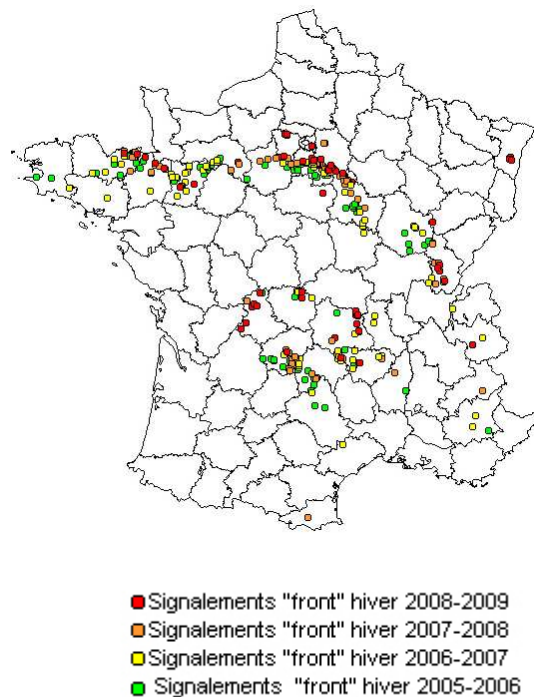 Signalements "front" hiver 2008-2009
Signalements "front" hiver 2007-2008
Signalements "front" hiver 2006-2007
Signalements "front" hiver 2005-2006